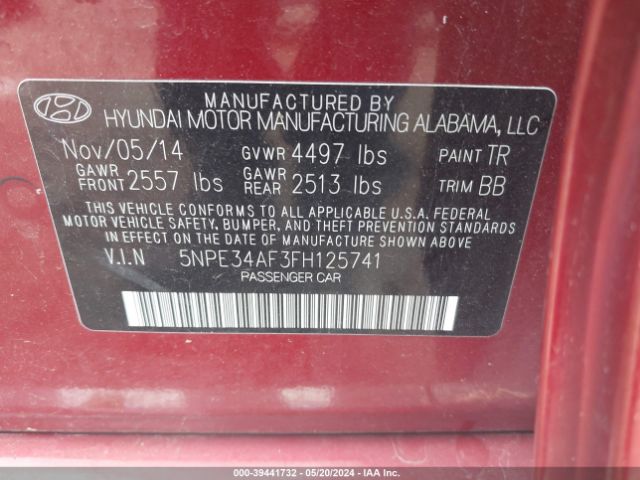 MANUFACTURED BY
HYUNDAI MOTOR MANUFACTURING ALABAMA, LLC
Nov/05/14 GVWR 4497 lbs PAINT TR
GAWR FRONT 2557 lbs GAWR REAR 2513 lbs TRIM BB
THIS VEHICLE CONFORMS TO ALL APPLICABLE U.S.A. FEDERAL
MOTOR VEHICLE SAFETY, BUMPER, AND THEFT PREVENTION STANDARDS
IN EFFECT ON THE DATE OF MANUFACTURE SHOWN ABOVE.
V.I.N 5NPE34AF3FH125741
PASSENGER CAR
000-39441732 - 05/20/2024 - IAAI.COM